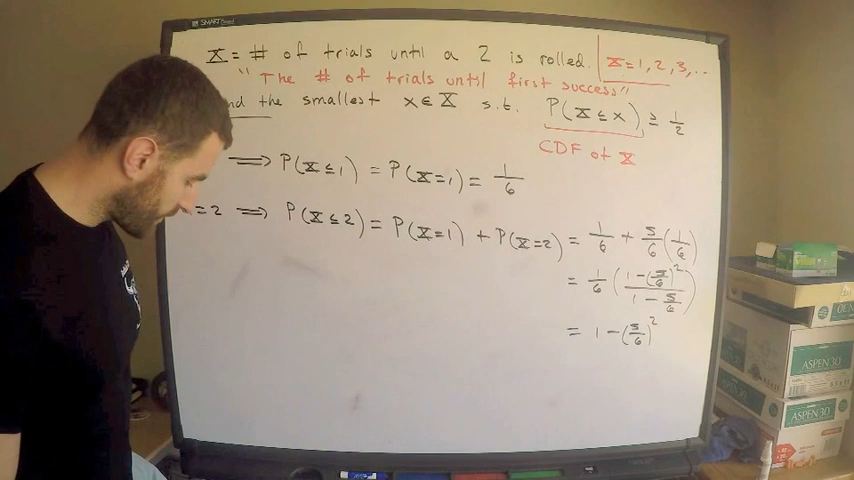 SMART
X = # of trials until a 2 is rolled. X=1, 2, 3, ...
"The # of trials until first success"
nd the smallest x ∈ X s.t. P(X ≤ x) ≥ 1/2
CDF of X
⟹ P(X ≤ 1) = P(X=1) = 1/6
=2 ⟹ P(X ≤ 2) = P(X=1) + P(X=2) = 1/6 + 5/6 (1/6)
= 1/6 ( (1-(5/6)^2) / (1 - 5/6) )
= 1-(5/6)^2
ASPEN 30
ASPEN 30